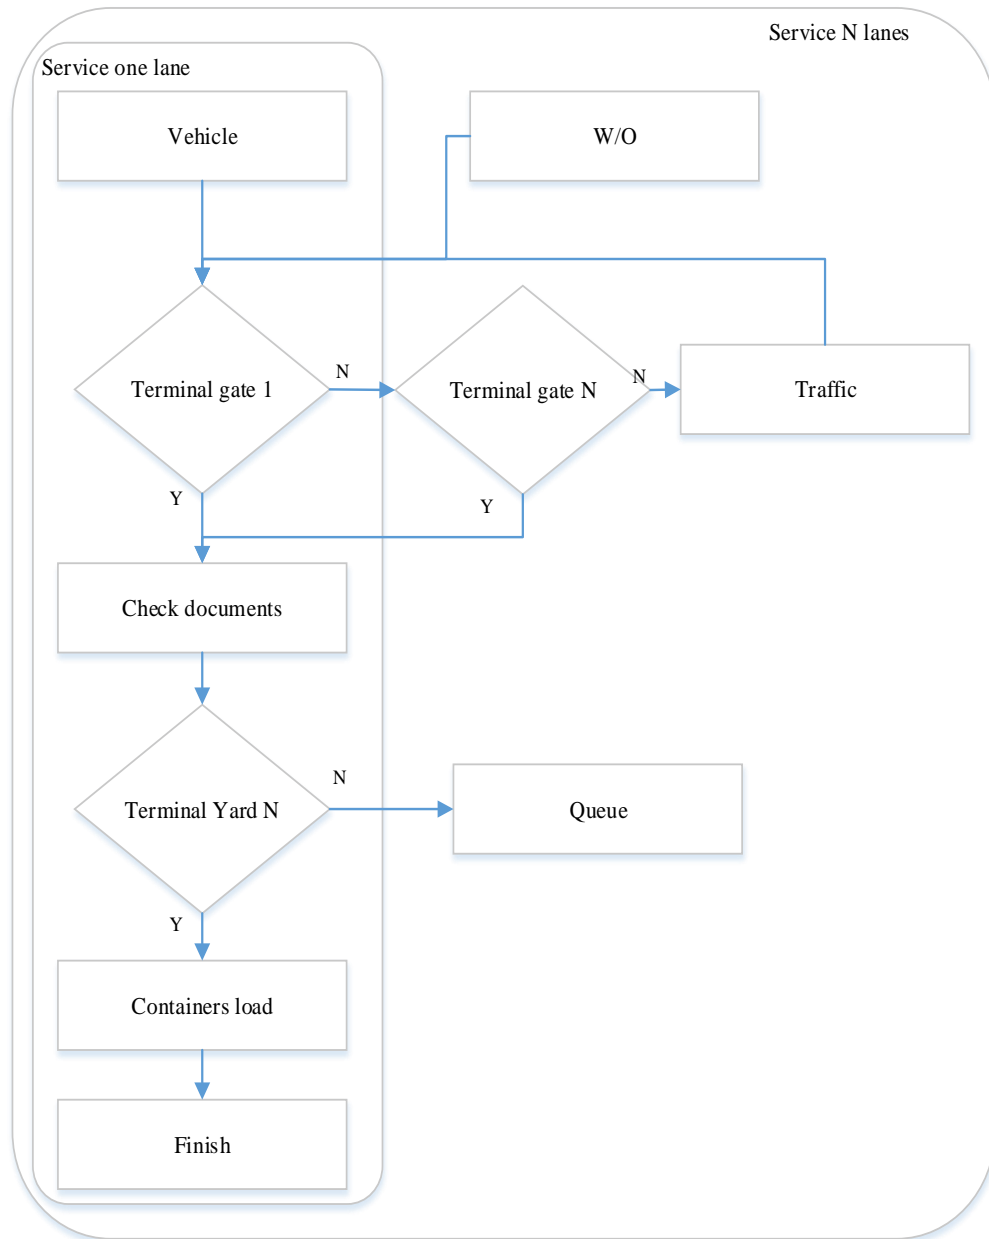 Service N lanes
Service one lane
Vehicle
W/O
Terminal gate 1
N
Terminal gate N
N
Traffic
Y
Y
Check documents
Terminal Yard N
N
Queue
Y
Containers load
Finish